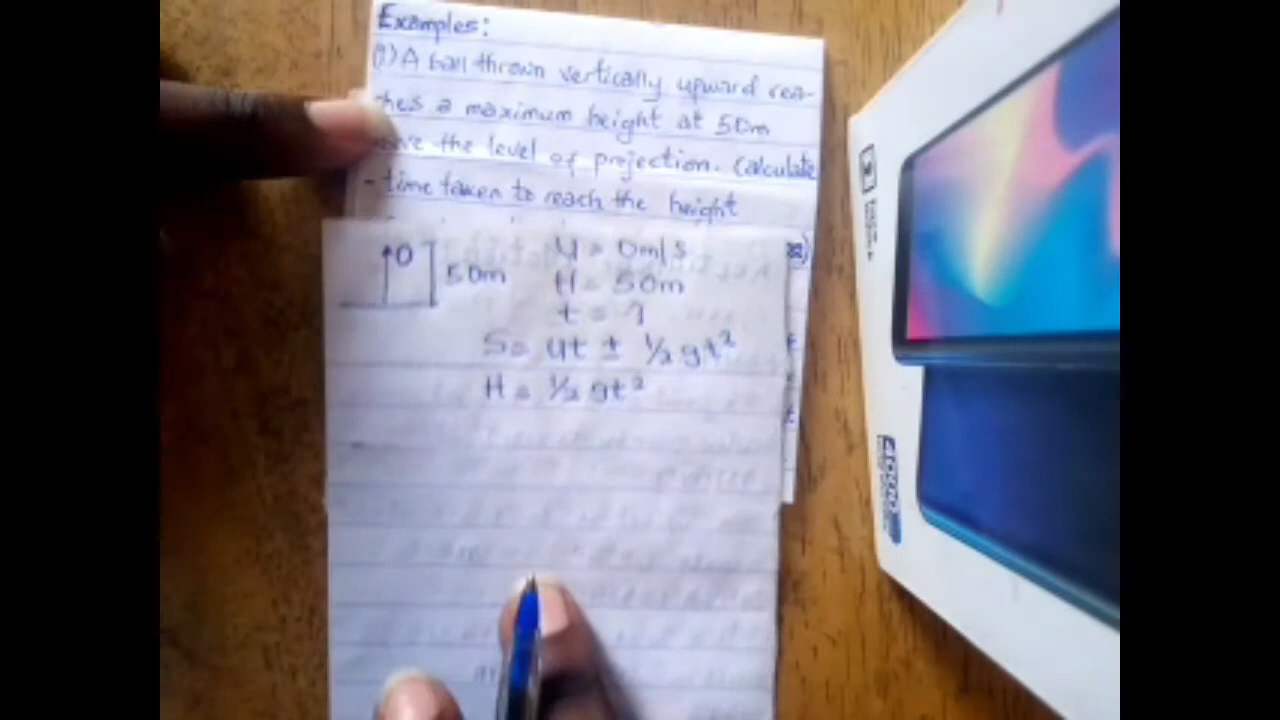 Examples:
(1) A ball thrown vertically upward rea-
ches a maximum height at 50m
the level of projection. Calculate
- time taken to reach the height
O 50m
U = 0m/s
H = 50m
t = ?
S = ut ± ½gt²
H = ½gt²